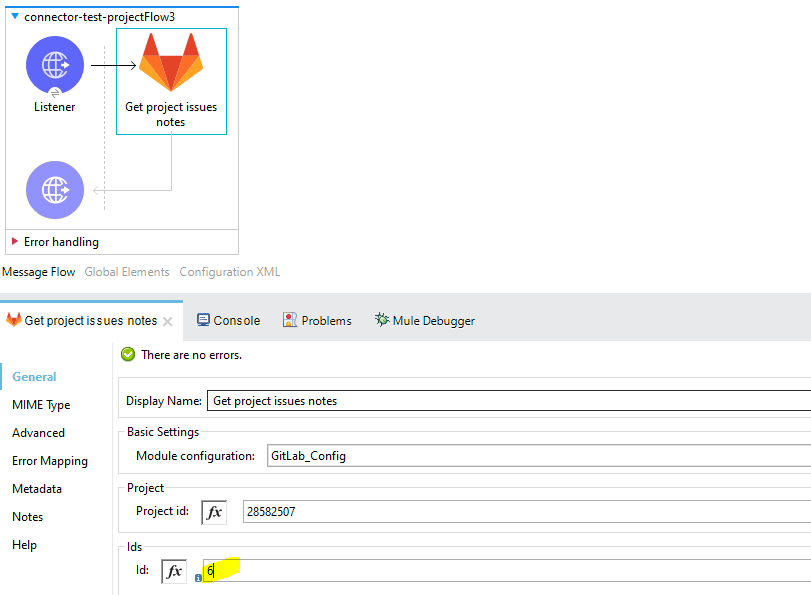 connector-test-projectFlow3
Listener
Get project issues
notes
Error handling
Message Flow Global Elements Configuration XML
Get project issues notes Console Problems Mule Debugger
There are no errors.
General
MIME Type
Advanced
Error Mapping
Metadata
Notes
Help
Display Name: Get project issues notes
Basic Settings
Module configuration: GitLab_Config
Project
Project id: fx 28582507
Ids
Id: fx 6